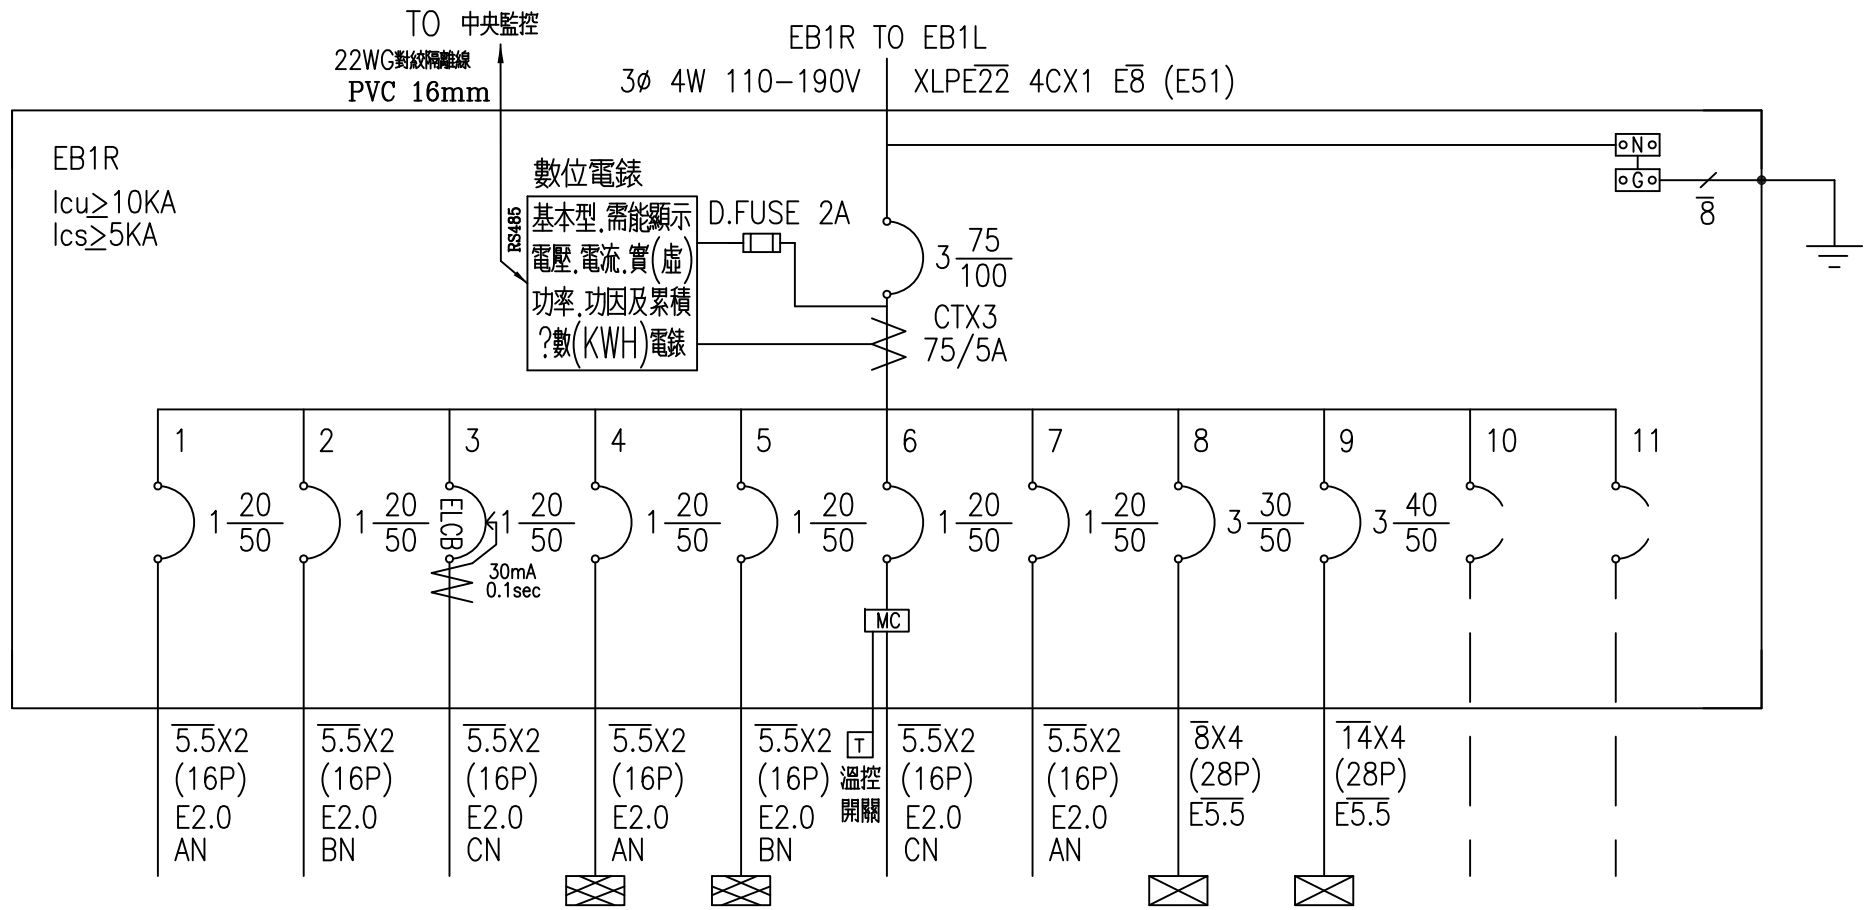 TO 中央監控
22WG對絞隔離線
PVC 16mm
EB1R TO EB1L
3ø 4W 110-190V
XLPE22 4CX1 E8 (E51)
EB1R
Icu≥10KA
Ics≥5KA
數位電錶
RS485
基本型.需能顯示
電壓.電流.實(虛)
功率.功因及累積
?數(KWH)電錶
D.FUSE 2A
3 75/100
CTX3
75/5A
N
G
8
1
2
3
4
5
6
7
8
9
10
11
1 20/50
1 20/50
ELCB
1 20/50
1 20/50
1 20/50
1 20/50
1 20/50
3 30/50
3 40/50
30mA
0.1sec
MC
T
溫控
開關
5.5X2
(16P)
E2.0
AN
5.5X2
(16P)
E2.0
BN
5.5X2
(16P)
E2.0
CN
5.5X2
(16P)
E2.0
AN
5.5X2
(16P)
E2.0
BN
5.5X2
(16P)
E2.0
CN
5.5X2
(16P)
E2.0
AN
8X4
(28P)
E5.5
14X4
(28P)
E5.5